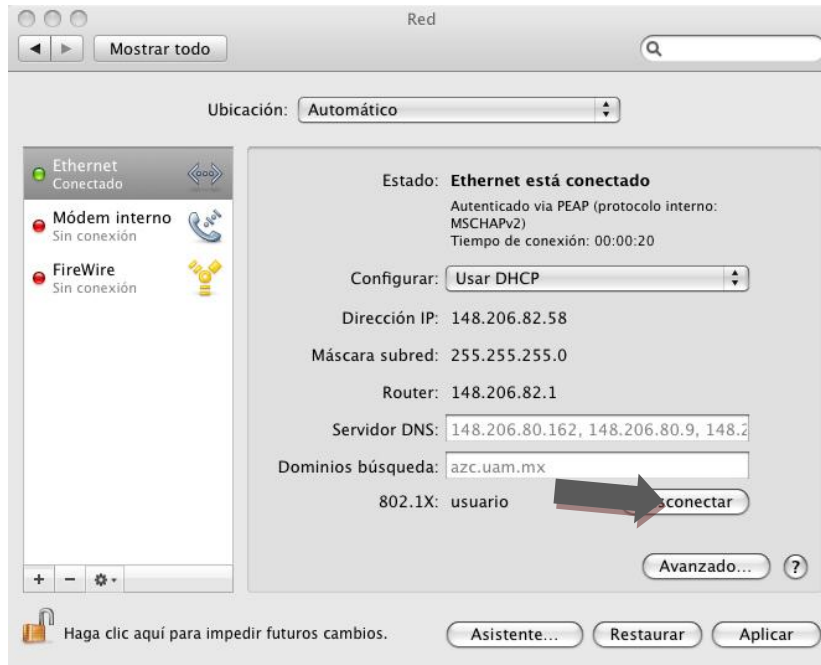 Red
Mostrar todo
Ubicación: Automático
Ethernet
Conectado
Módem interno
Sin conexión
FireWire
Sin conexión
Estado: Ethernet está conectado
Autenticado via PEAP (protocolo interno:
MSCHAPv2)
Tiempo de conexión: 00:00:20
Configurar: Usar DHCP
Dirección IP: 148.206.82.58
Máscara subred: 255.255.255.0
Router: 148.206.82.1
Servidor DNS: 148.206.80.162, 148.206.80.9, 148.2
Dominios búsqueda: azc.uam.mx
802.1X: usuario sconectar
Avanzado... ?
+ −
Haga clic aquí para impedir futuros cambios.
Asistente... Restaurar Aplicar